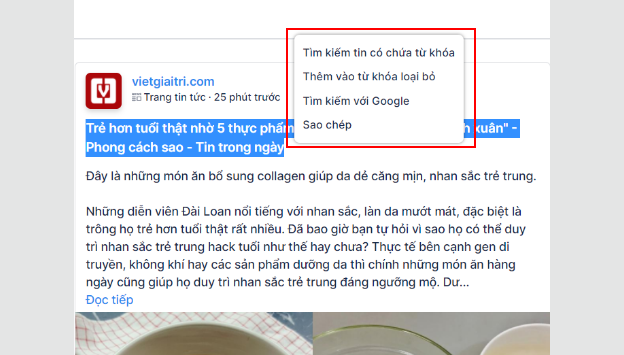 Tìm kiếm tin có chứa từ khóa
Thêm vào từ khóa loại bỏ
Tìm kiếm với Google
Sao chép
vietgiaitri.com
Trang tin tức · 25 phút trước
Trẻ hơn tuổi thật nhờ 5 thực phẩm xuân" -
Phong cách sao - Tin trong ngày
Đây là những món ăn bổ sung collagen giúp da dẻ căng mịn, nhan sắc trẻ trung.
Những diễn viên Đài Loan nổi tiếng với nhan sắc, làn da mướt mát, đặc biệt là
trông họ trẻ hơn tuổi thật rất nhiều. Đã bao giờ bạn tự hỏi vì sao họ có thể duy
trì nhan sắc trẻ trung hack tuổi như thế hay chưa? Thực tế bên cạnh gen di
truyền, không khí hay các sản phẩm dưỡng da thì chính những món ăn hàng
ngày cũng giúp họ duy trì nhan sắc trẻ trung đáng ngưỡng mộ. Dư...
Đọc tiếp